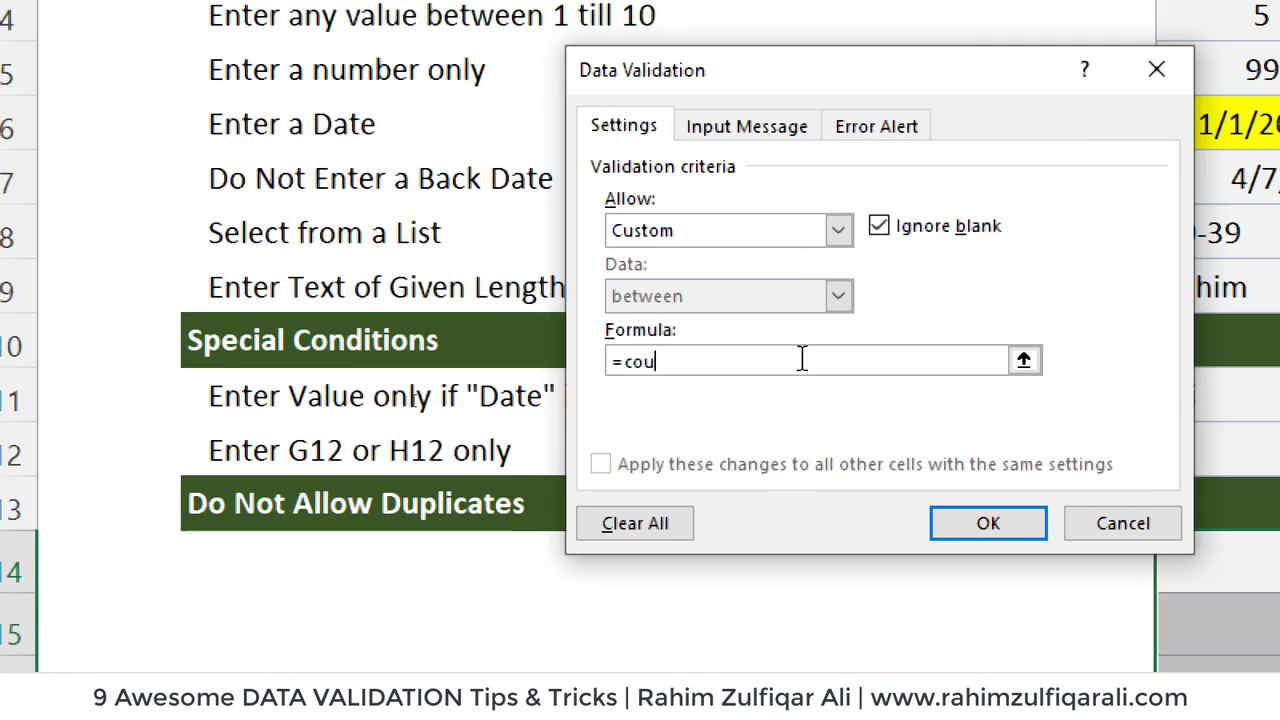 4 Enter any value between 1 till 10 5
5 Enter a number only 99
6 Enter a Date 1/1/20
7 Do Not Enter a Back Date 4/7/
8 Select from a List -39
9 Enter Text of Given Length him
10 Special Conditions
11 Enter Value only if "Date"
12 Enter G12 or H12 only
13 Do Not Allow Duplicates
14
15
Data Validation ?
Settings Input Message Error Alert
Validation criteria
Allow:
Custom Ignore blank
Data:
between
Formula:
=cou
Apply these changes to all other cells with the same settings
Clear All OK Cancel
9 Awesome DATA VALIDATION Tips & Tricks | Rahim Zulfiqar Ali | www.rahimzulfiqarali.com